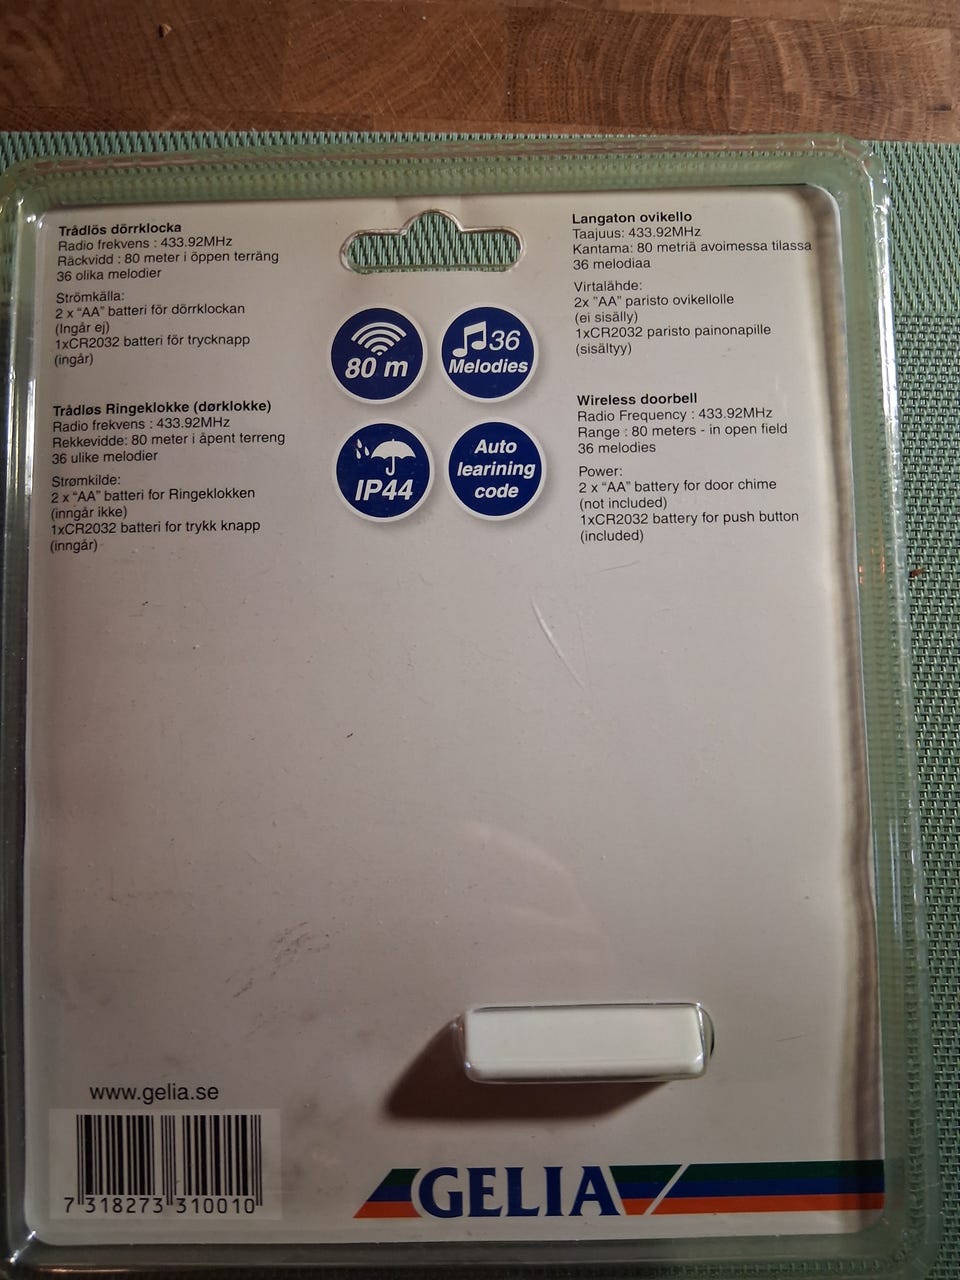 Trådlös dörrklocka
Radio frekvens : 433.92MHz
Räckvidd : 80 meter i öppen terräng
36 olika melodier
Strömkälla:
2 x “AA” batteri för dörrklockan
(Ingår ej)
1xCR2032 batteri för trycknapp
(ingår)
Trådløs Ringeklokke (dørklokke)
Radio frekvens : 433.92MHz
Rekkevidde: 80 meter i åpent terreng
36 ulike melodier
Strømkilde:
2 x “AA” batteri for Ringeklokken
(inngår ikke)
1xCR2032 batteri for trykk knapp
(inngår)
80 m
36
Melodies
IP44
Auto
learining
code
Langaton ovikello
Taajuus: 433.92MHz
Kantama: 80 metriä avoimessa tilassa
36 melodiaa
Virtalähde:
2x ”AA” paristo ovikellolle
(ei sisälly)
1xCR2032 paristo painonapille
(sisältyy)
Wireless doorbell
Radio Frequency : 433.92MHz
Range : 80 meters - in open field
36 melodies
Power:
2 x “AA” battery for door chime
(not included)
1xCR2032 battery for push button
(included)
www.gelia.se
7 318273 310010
GELIA